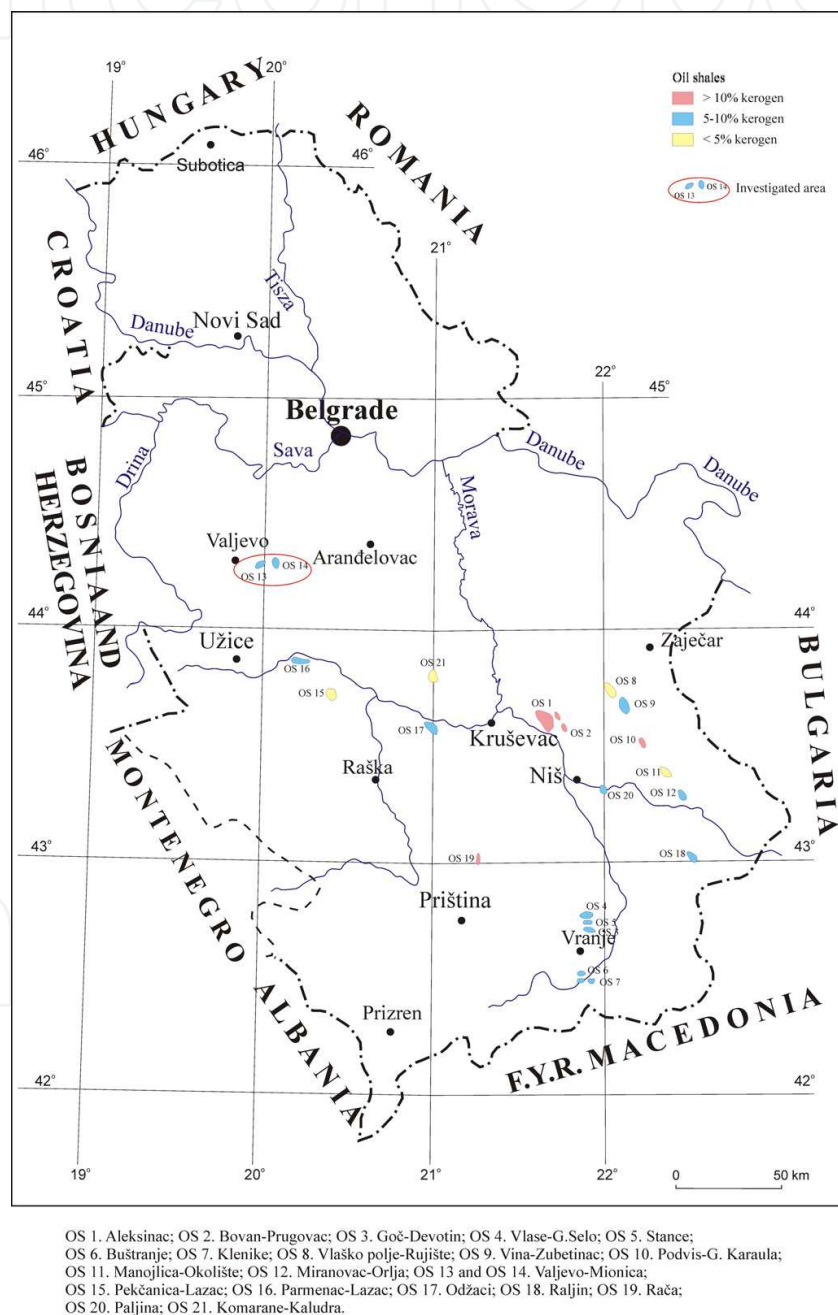 19°
20°
HUNGARY
ROMANIA
Oil shales
> 10% kerogen
5-10% kerogen
< 5% kerogen
OS 13
OS 14
Investigated area
46°
Subotica
46°
CROATIA
Tisza
21°
Danube
Novi Sad
22°
45°
45°
Belgrade
Drina
Sava
Danube
Danube
Morava
BOSNIA AND
HERZEGOVINA
Valjevo
OS 13
OS 14
Aranđelovac
44°
44°
Užice
Zaječar
BULGARIA
OS 16
OS 21
OS 15
OS 8
OS 9
OS 1
OS 2
OS 17
Kruševac
OS 10
Raška
Niš
OS 11
OS 20
OS 12
MONTENEGRO
43°
OS 19
OS 18
43°
Priština
OS 4
OS 5
OS 3
Vranje
OS 6
OS 7
ALBANIA
Prizren
F.Y.R. MACEDONIA
42°
42°
19°
20°
21°
22°
0
50 km
OS 1. Aleksinac; OS 2. Bovan-Prugovac; OS 3. Goč-Devotin; OS 4. Vlase-G.Selo; OS 5. Stance;
OS 6. Buštranje; OS 7. Klenike; OS 8. Vlaško polje-Rujište; OS 9. Vina-Zubetinac; OS 10. Podvis-G. Karaula;
OS 11. Manojlica-Okolište; OS 12. Miranovac-Orlja; OS 13 and OS 14. Valjevo-Mionica;
OS 15. Pekčanica-Lazac; OS 16. Parmenac-Lazac; OS 17. Odžaci; OS 18. Raljin; OS 19. Rača;
OS 20. Paljina; OS 21. Komarane-Kaludra.